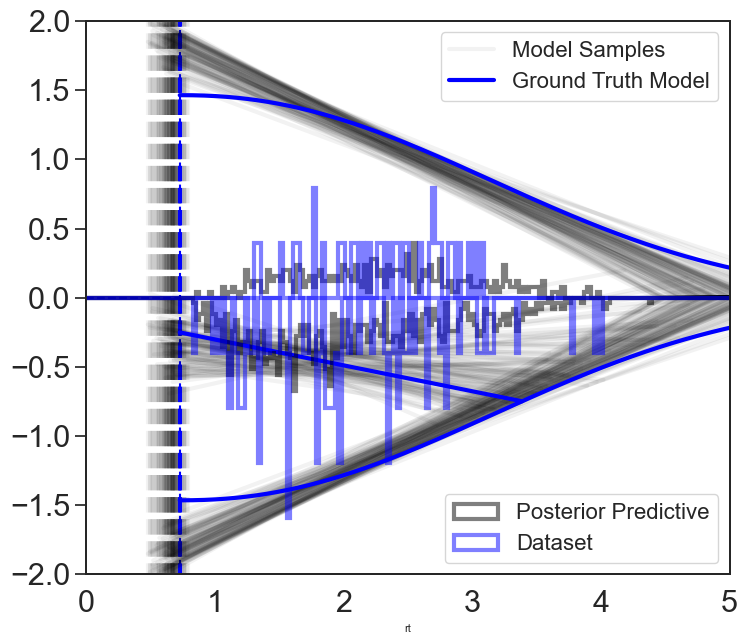 2.0
1.5
1.0
0.5
0.0
−0.5
−1.0
−1.5
−2.0
Model Samples
Ground Truth Model
Posterior Predictive
Dataset
0 1 2 3 4 5
rt